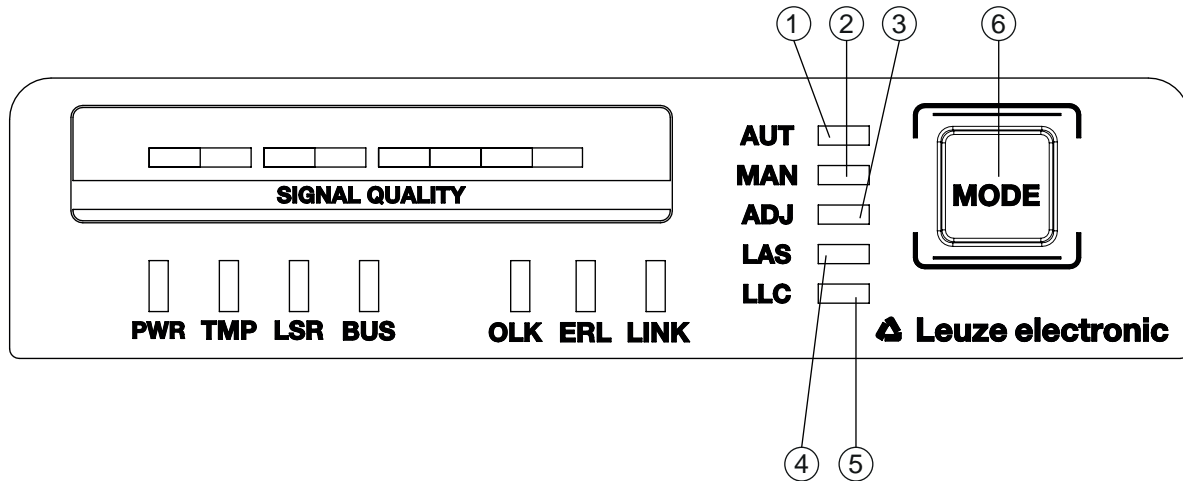 1 2 3 6
AUT
MAN
ADJ
LAS
LLC
MODE
SIGNAL QUALITY
PWR TMP LSR BUS OLK ERL LINK
Leuze electronic
4 5